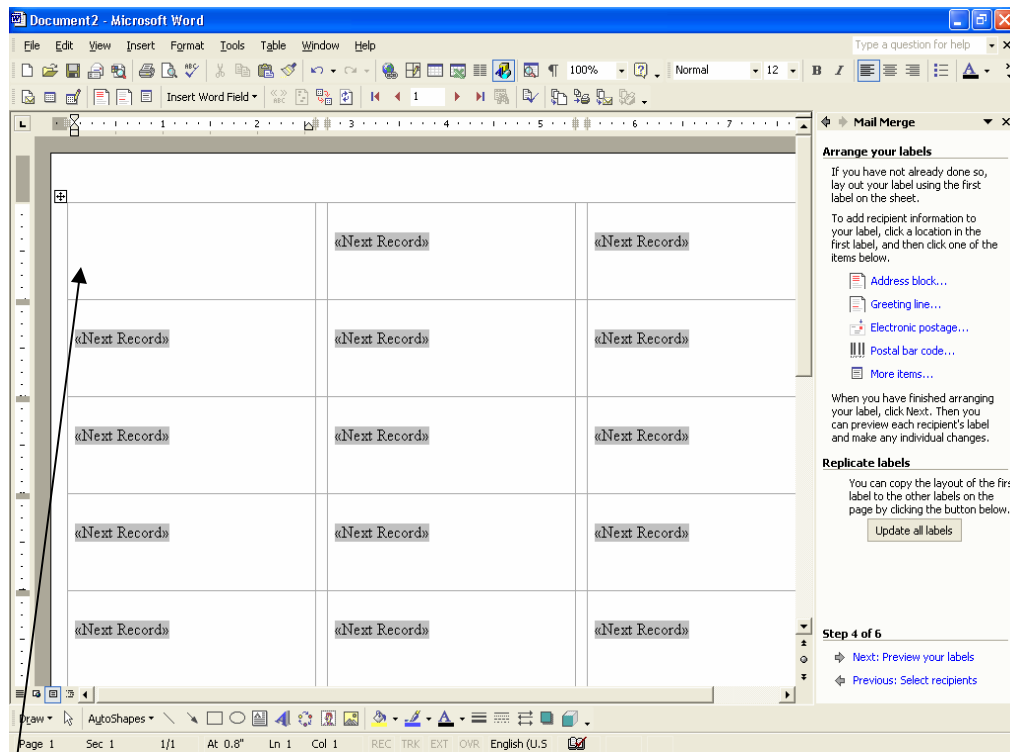 Document2 - Microsoft Word
File Edit View Insert Format Tools Table Window Help
Type a question for help
100% Normal 12 B I A
Insert Word Field ABC 1
L 1 2 3 4 5 6 7
Mail Merge
Arrange your labels
If you have not already done so,
lay out your label using the first
label on the sheet.
To add recipient information to
your label, click a location in the
first label, and then click one of the
items below.
Address block...
Greeting line...
Electronic postage...
Postal bar code...
More items...
When you have finished arranging
your label, click Next. Then you
can preview each recipient's label
and make any individual changes.
Replicate labels
You can copy the layout of the firs
label to the other labels on the
page by clicking the button below.
Update all labels
Step 4 of 6
Next: Preview your labels
Previous: Select recipients
«Next Record» «Next Record»
«Next Record» «Next Record» «Next Record»
«Next Record» «Next Record» «Next Record»
«Next Record» «Next Record» «Next Record»
«Next Record» «Next Record» «Next Record»
Draw AutoShapes A A
Page 1 Sec 1 1/1 At 0.8" Ln 1 Col 1 REC TRK EXT OVR English (U.S